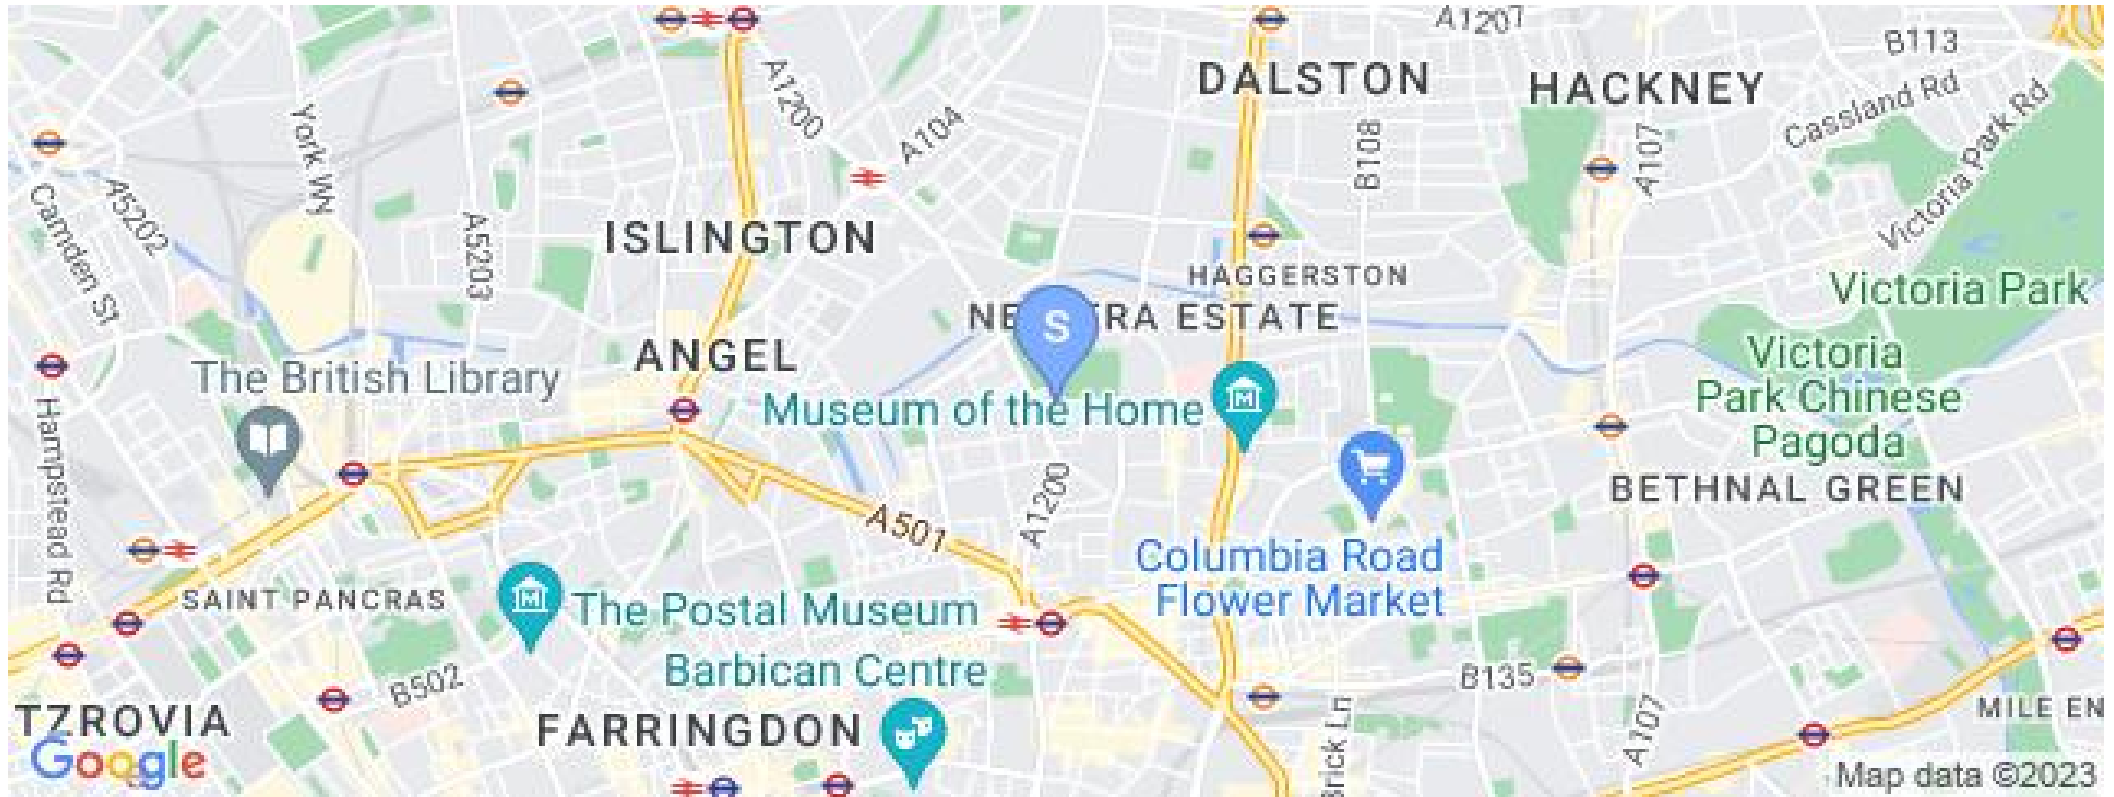 A1207
B113
DALSTON
HACKNEY
A1200
Cassland Rd
Victoria Park Rd
York Wy
A104
B108
A107
A5202
Camden St
A5203
ISLINGTON
HAGGERSTON
Victoria Park
S
ERA ESTATE
ANGEL
Victoria
Park Chinese
Pagoda
The British Library
Museum of the Home
Hampstead Rd
A1200
BETHNAL GREEN
A501
Columbia Road
Flower Market
SAINT PANCRAS
The Postal Museum
Barbican Centre
B502
B135
A107
TZROVIA
FARRINGDON
Brick Ln
MILE EN
Google
Map data ©2023